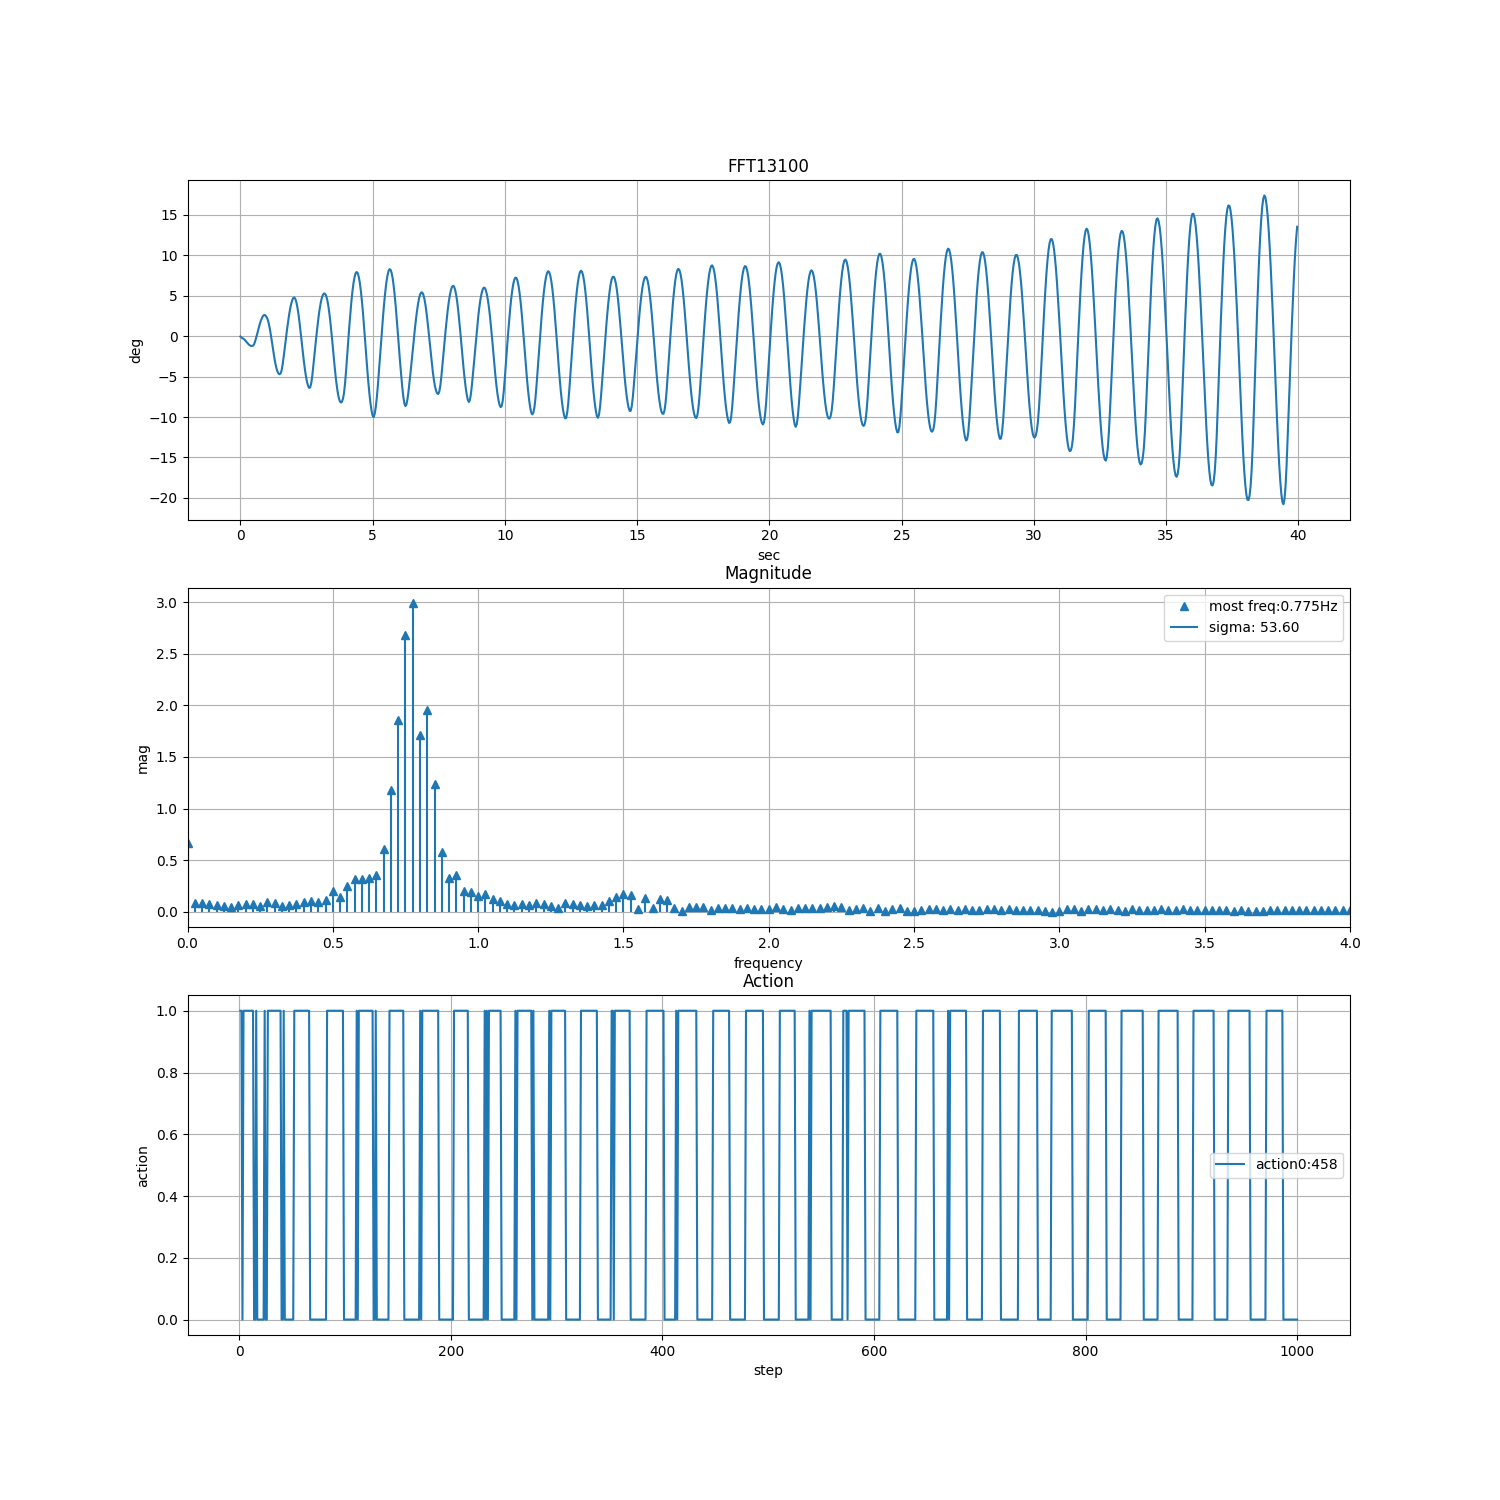 FFT13100
15
10
5
0
−5
−10
−15
−20
deg
0 5 10 15 20 25 30 35 40
sec
Magnitude
3.0
2.5
2.0
1.5
1.0
0.5
0.0
mag
most freq:0.775Hz
sigma: 53.60
0.0 0.5 1.0 1.5 2.0 2.5 3.0 3.5 4.0
frequency
Action
1.0
0.8
0.6
0.4
0.2
0.0
action
action0:458
0 200 400 600 800 1000
step